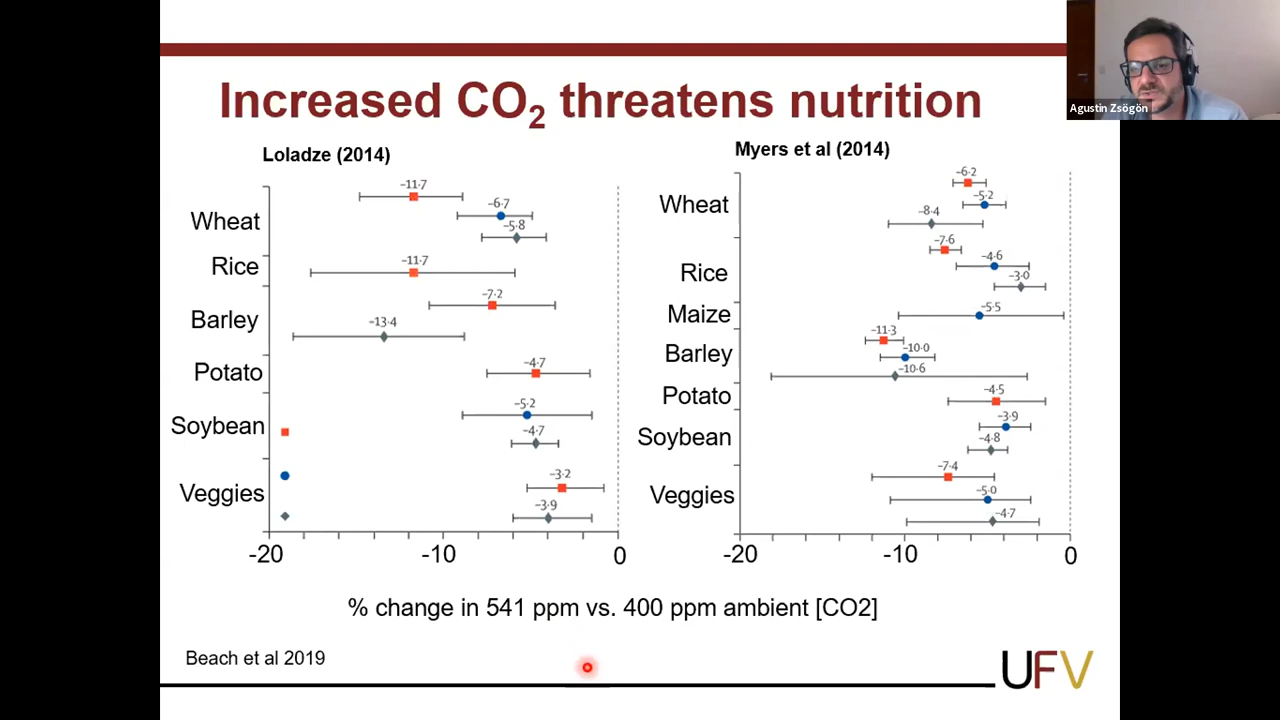 Agustin Zsögön
Increased CO2 threatens nutrition
Loladze (2014)
-11·7
-6·7
Wheat
-5·8
Rice
-11·7
-7·2
Barley
-13·4
Potato
-4·7
-5·2
Soybean
-4·7
-3·2
Veggies
-3·9
-20
-10
0
Myers et al (2014)
-6·2
Wheat
-5·2
-8·4
-7·6
-4·6
Rice
-3·0
Maize
-5·5
-11·3
Barley
-10·0
-10·6
Potato
-4·5
-3·9
Soybean
-4·8
-7·4
Veggies
-5·0
-4·7
-20
-10
0
% change in 541 ppm vs. 400 ppm ambient [CO2]
Beach et al 2019
UFV